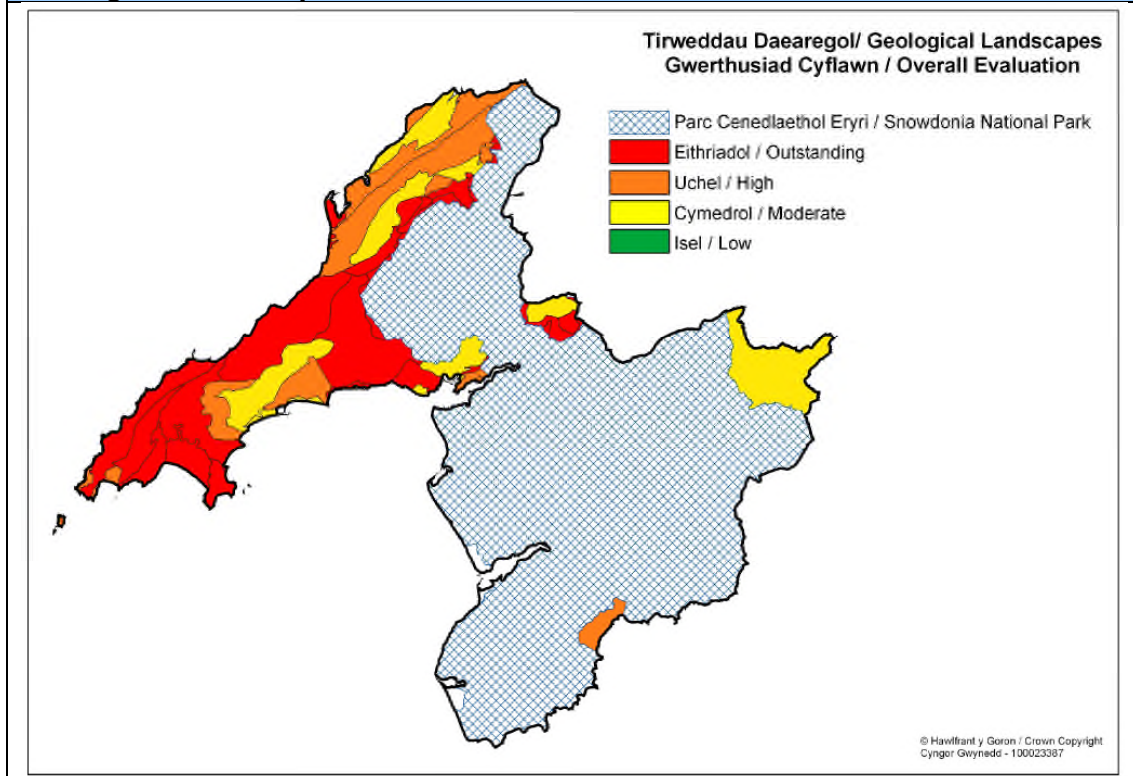 Tirweddau Daearegol/ Geological Landscapes
Gwerthusiad Cyflawn / Overall Evaluation
Parc Cenedlaethol Eryri / Snowdonia National Park
Eithriadol / Outstanding
Uchel / High
Cymedrol / Moderate
Isel / Low
© Hawlfraint y Goron / Crown Copyright
Cyngor Gwynedd - 100023387